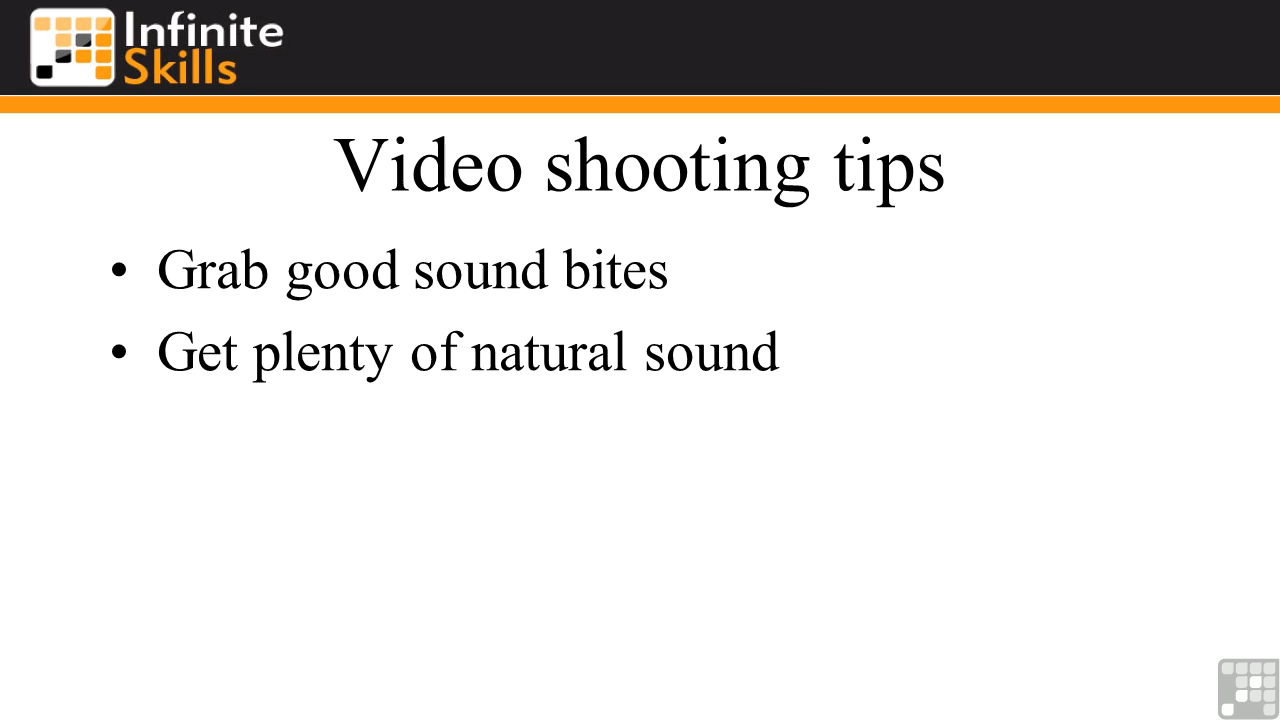 Infinite
Skills
Video shooting tips
• Grab good sound bites
• Get plenty of natural sound